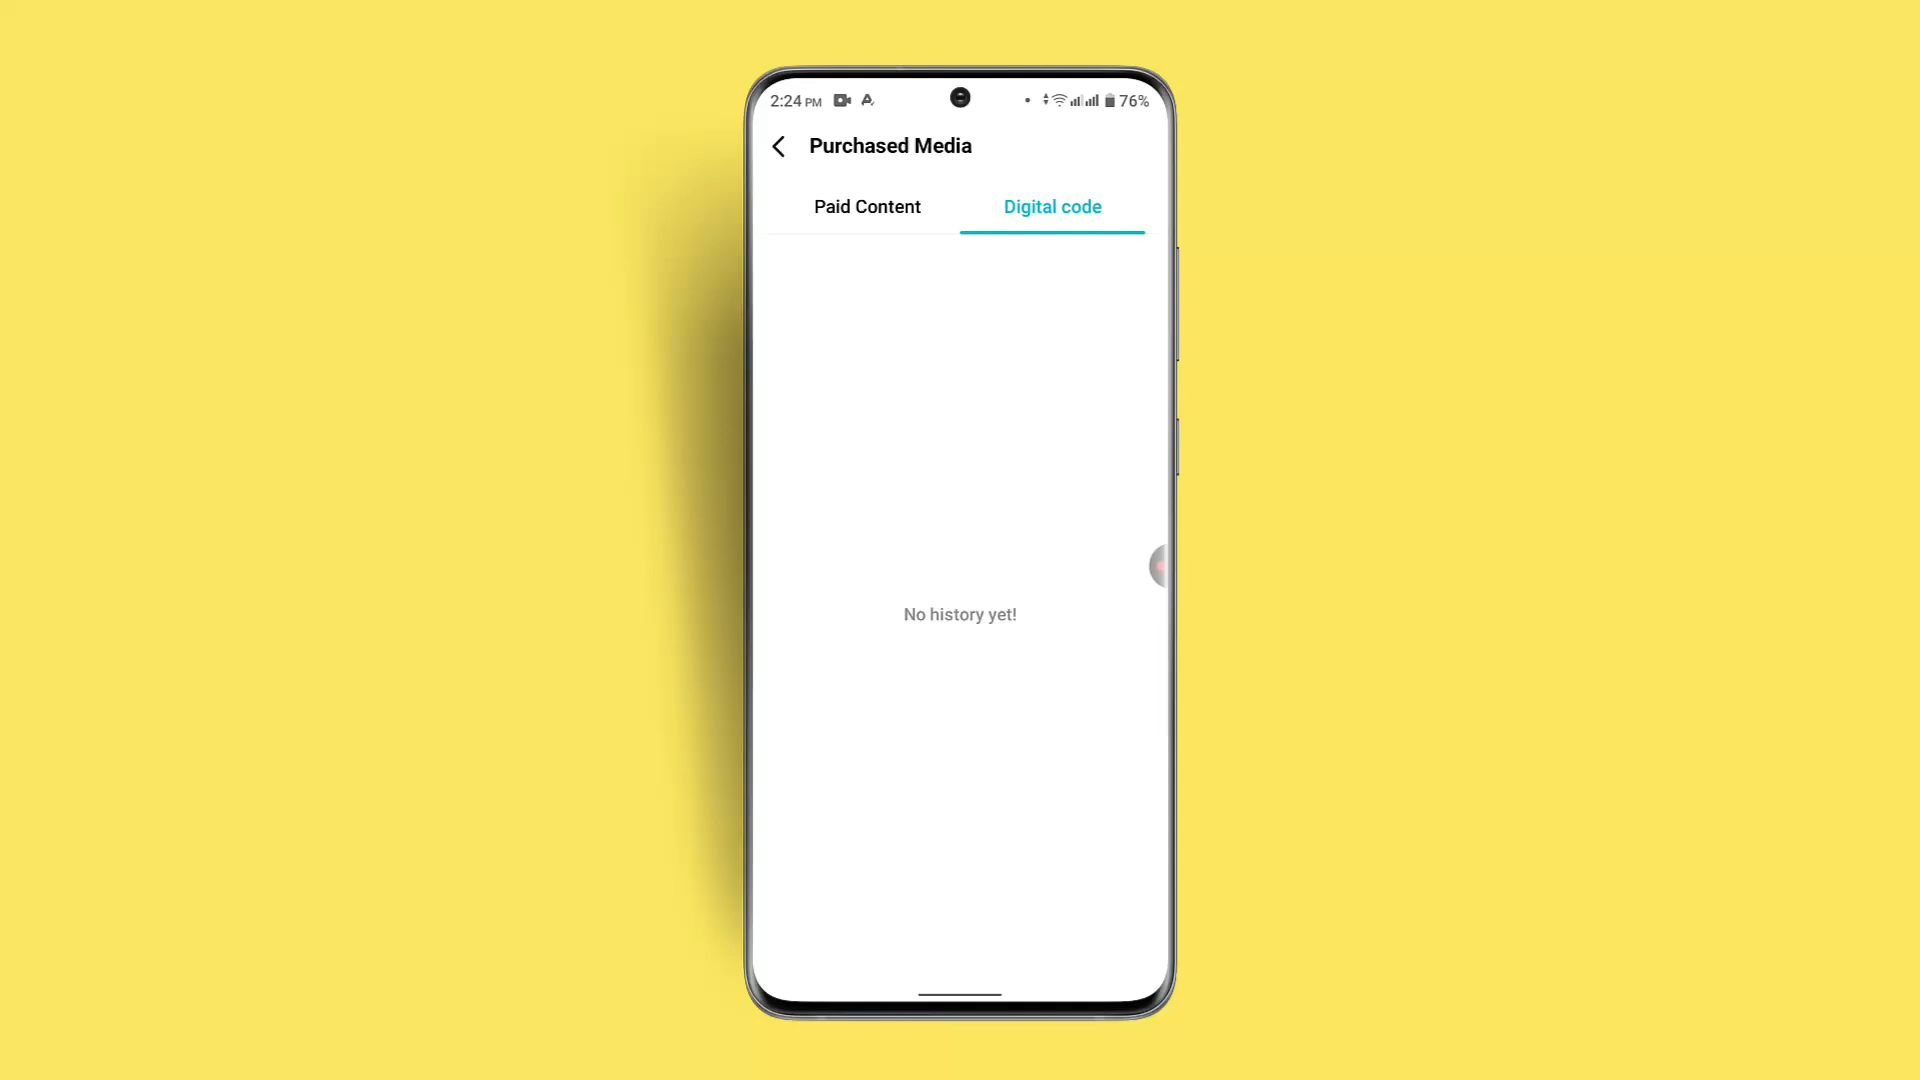 2:24 PM 76%
Purchased Media
Paid Content Digital code
No history yet!